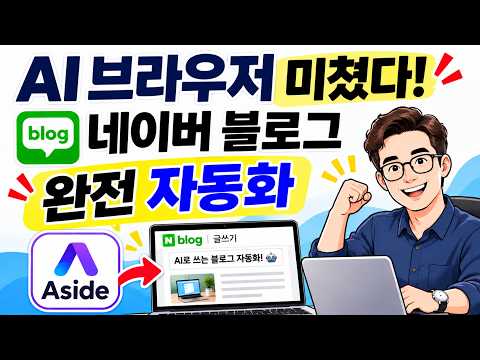 AI 브라우저 미쳤다!
blog 네이버 블로그
완전 자동화
Aside
N blog 글쓰기
AI로 쓰는 블로그 자동화!